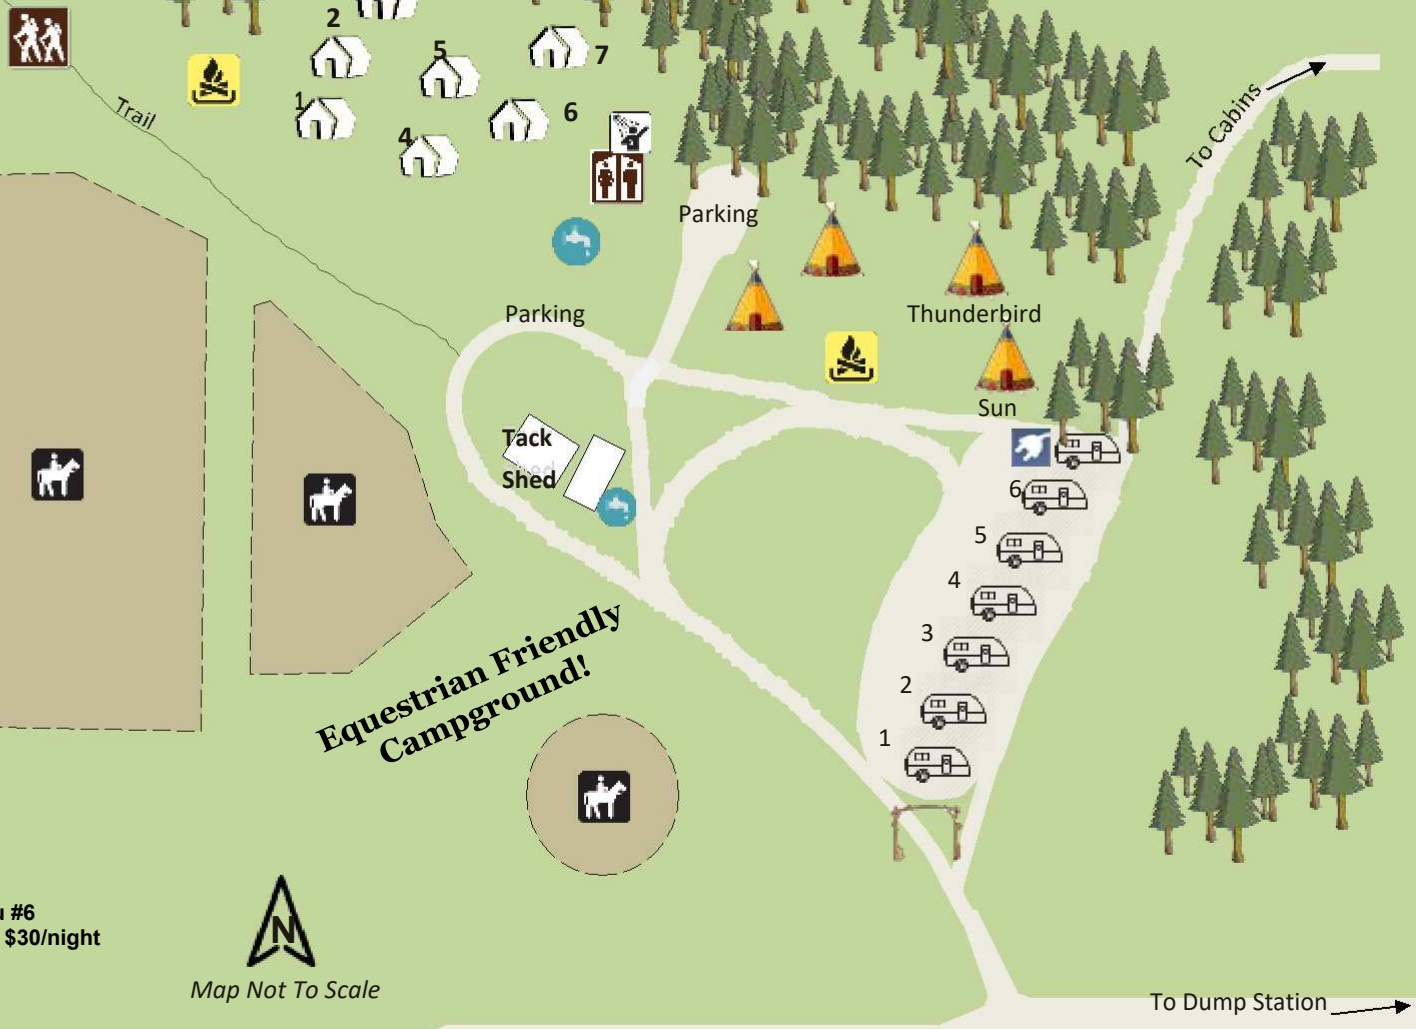 2
5
7
1
6
Trail
4
To Cabins
Parking
Parking
Thunderbird
Sun
Tack
Shed
6
5
4
3
2
1
Equestrian Friendly
Campground!
#6
$30/night
N
Map Not To Scale
To Dump Station